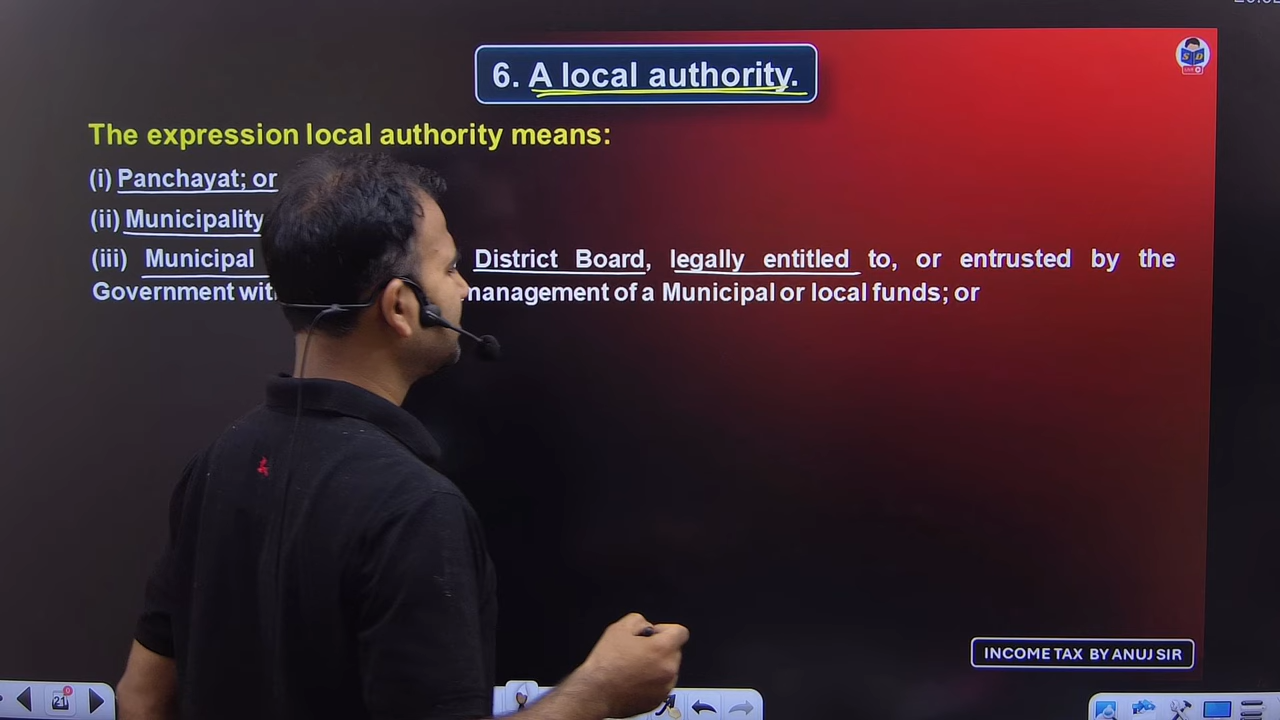 6. A local authority.
The expression local authority means:
(i) Panchayat; or
(ii) Municipality
(iii) Municipal District Board, legally entitled to, or entrusted by the
Government management of a Municipal or local funds; or
INCOME TAX BY ANUJ SIR
21